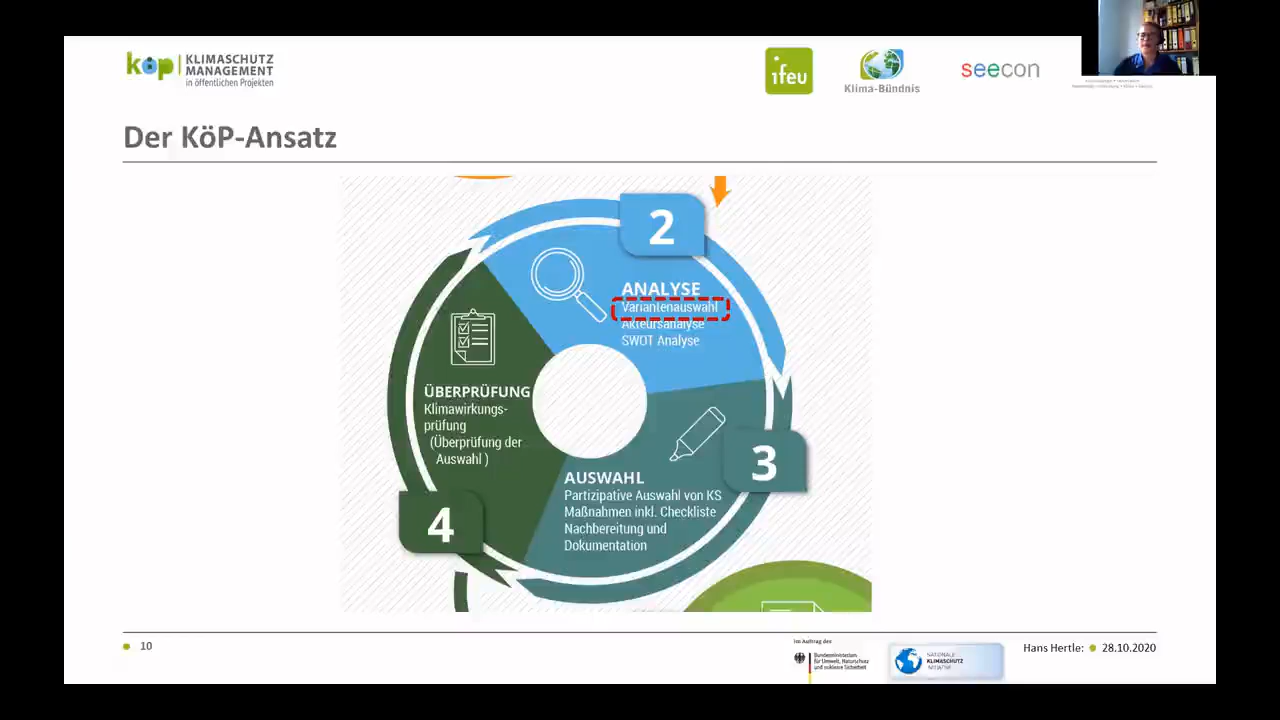 köp KLIMASCHUTZ
MANAGEMENT
in öffentlichen Projekten
ifeu
Klima-Bündnis
seecon
Der KöP-Ansatz
2
ANALYSE
Variantenauswahl
Akteursanalyse
SWOT Analyse
3
AUSWAHL
Partizipative Auswahl von KS
Maßnahmen inkl. Checkliste
Nachbereitung und
Dokumentation
4
ÜBERPRÜFUNG
Klimawirkungs-
prüfung
(Überprüfung der
Auswahl )
10
Im Auftrag des
Bundesministerium
für Umwelt, Naturschutz
und nukleare Sicherheit
NATIONALE
KLIMASCHUTZ
INITIATIVE
Hans Hertle: 28.10.2020